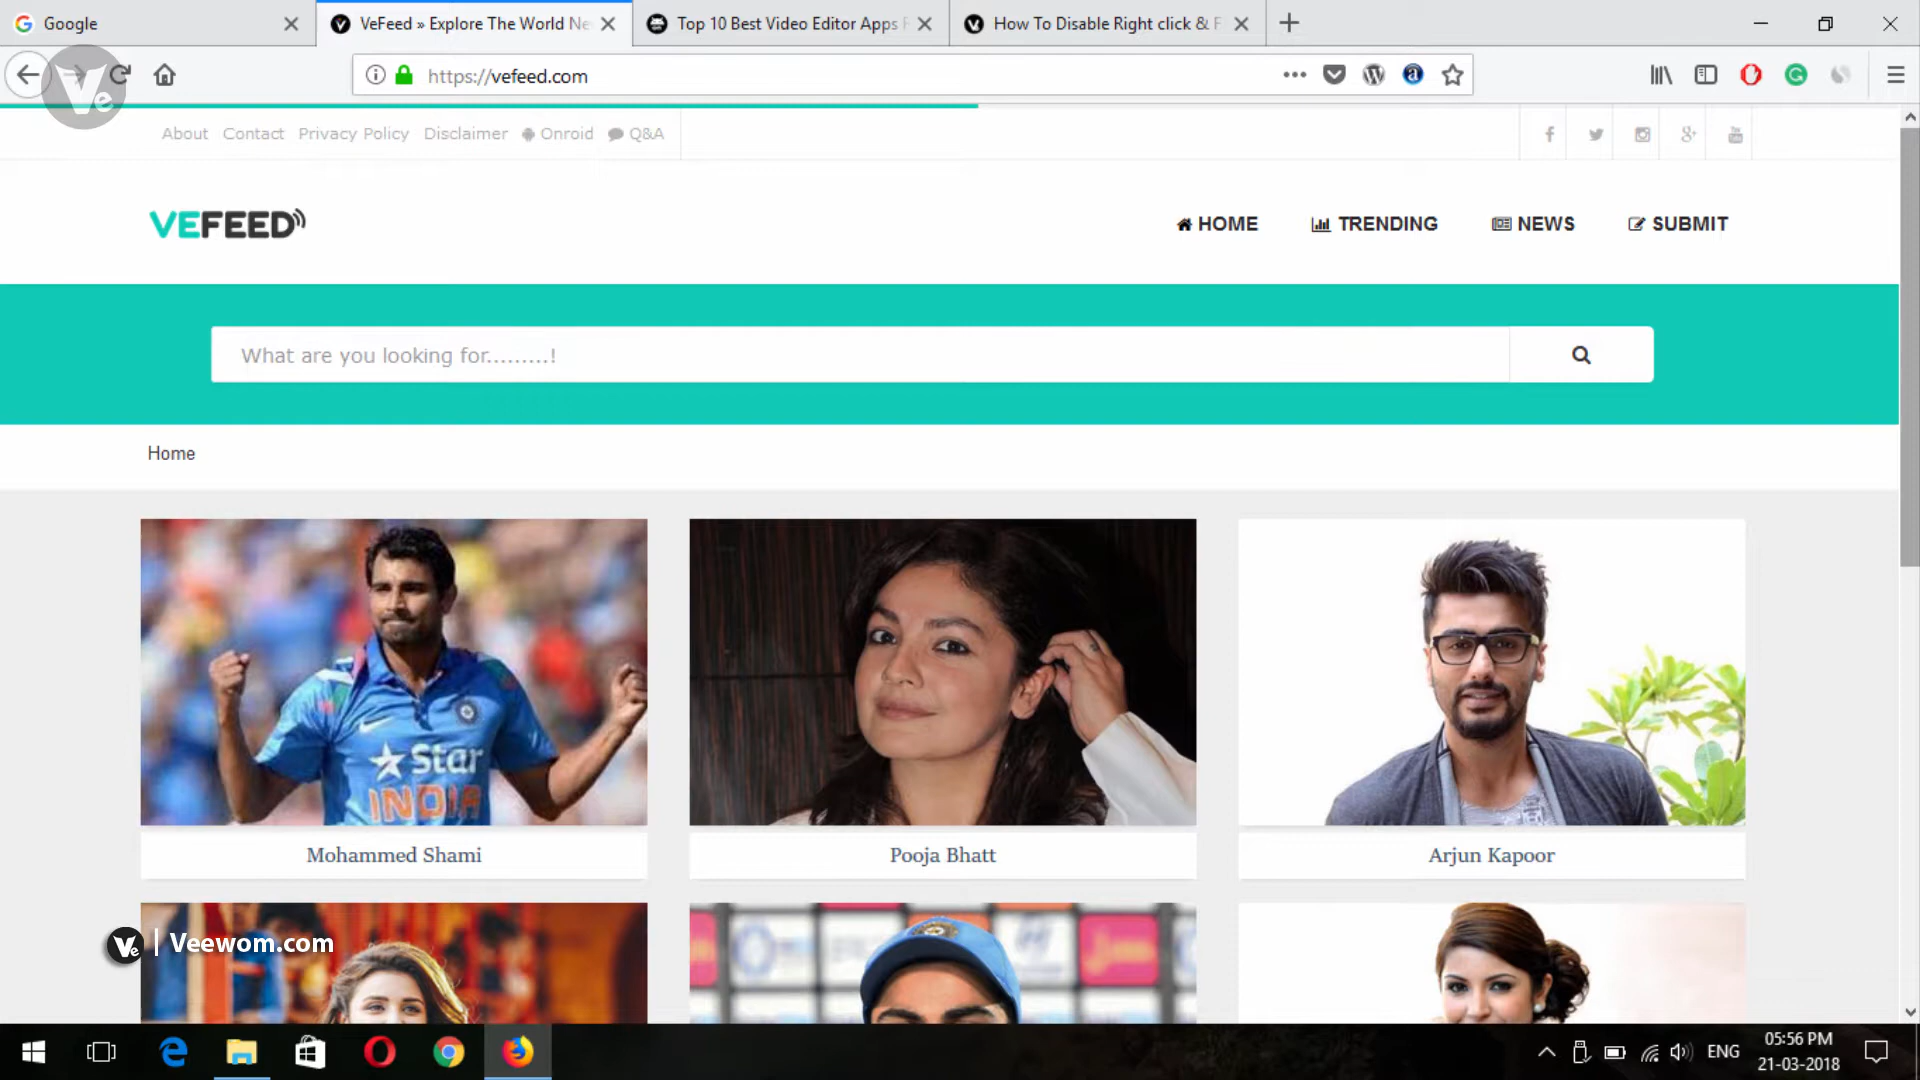 Google
VeFeed » Explore The World Ne
Top 10 Best Video Editor Apps F
How To Disable Right click & F
https://vefeed.com
Ve
About Contact Privacy Policy Disclaimer Onroid Q&A
VEFEED
HOME TRENDING NEWS SUBMIT
What are you looking for.........!
Home
Star
INDIA
Mohammed Shami
Pooja Bhatt
Arjun Kapoor
Ve | Veewom.com
ENG
05:56 PM
21-03-2018